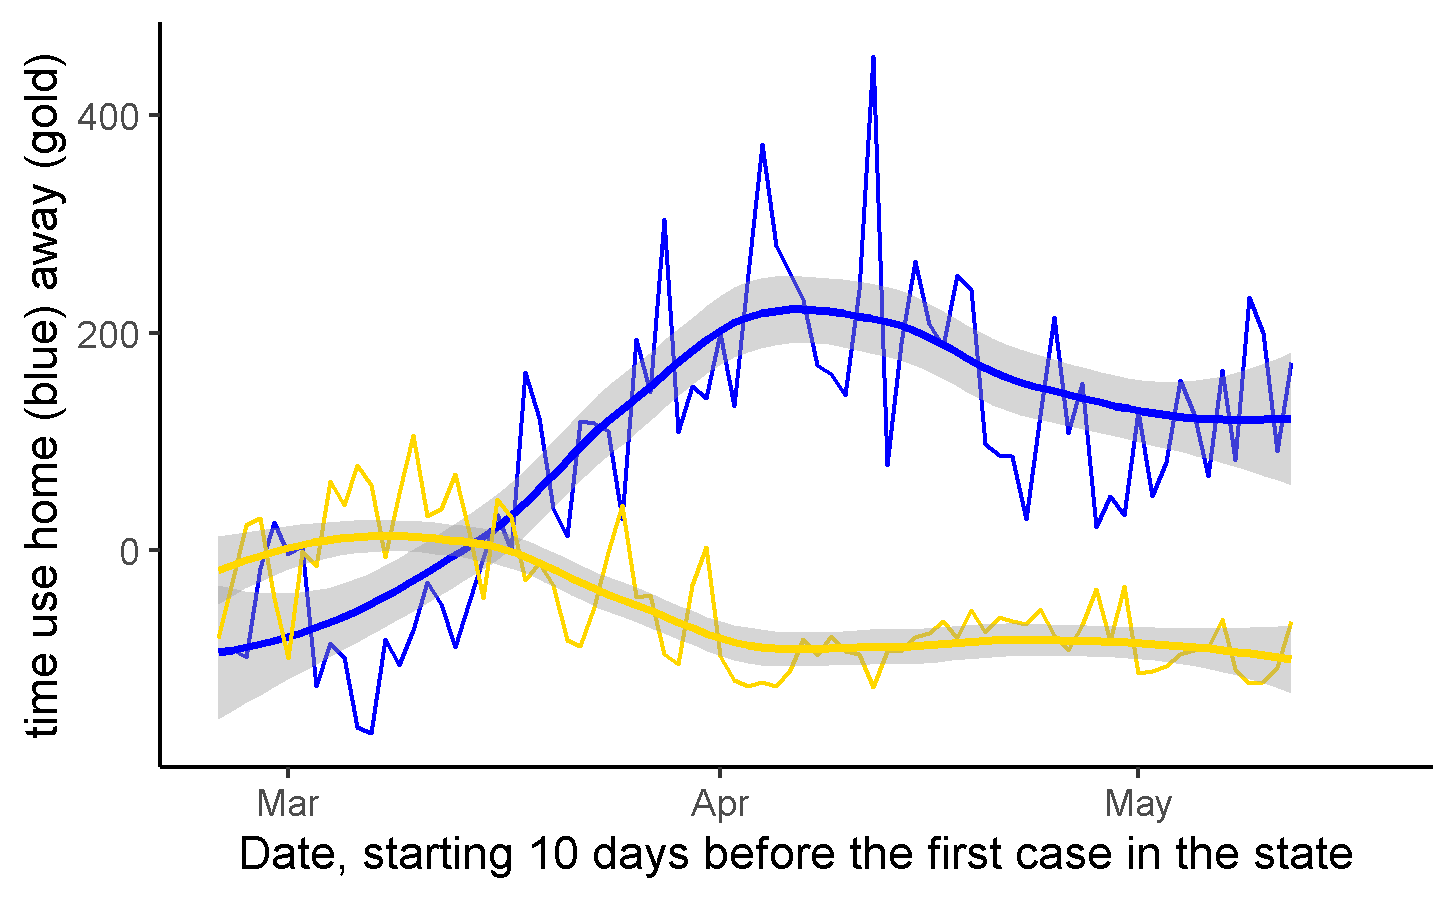 time use home (blue) away (gold)
400
200
0
Mar
Apr
May
Date, starting 10 days before the first case in the state